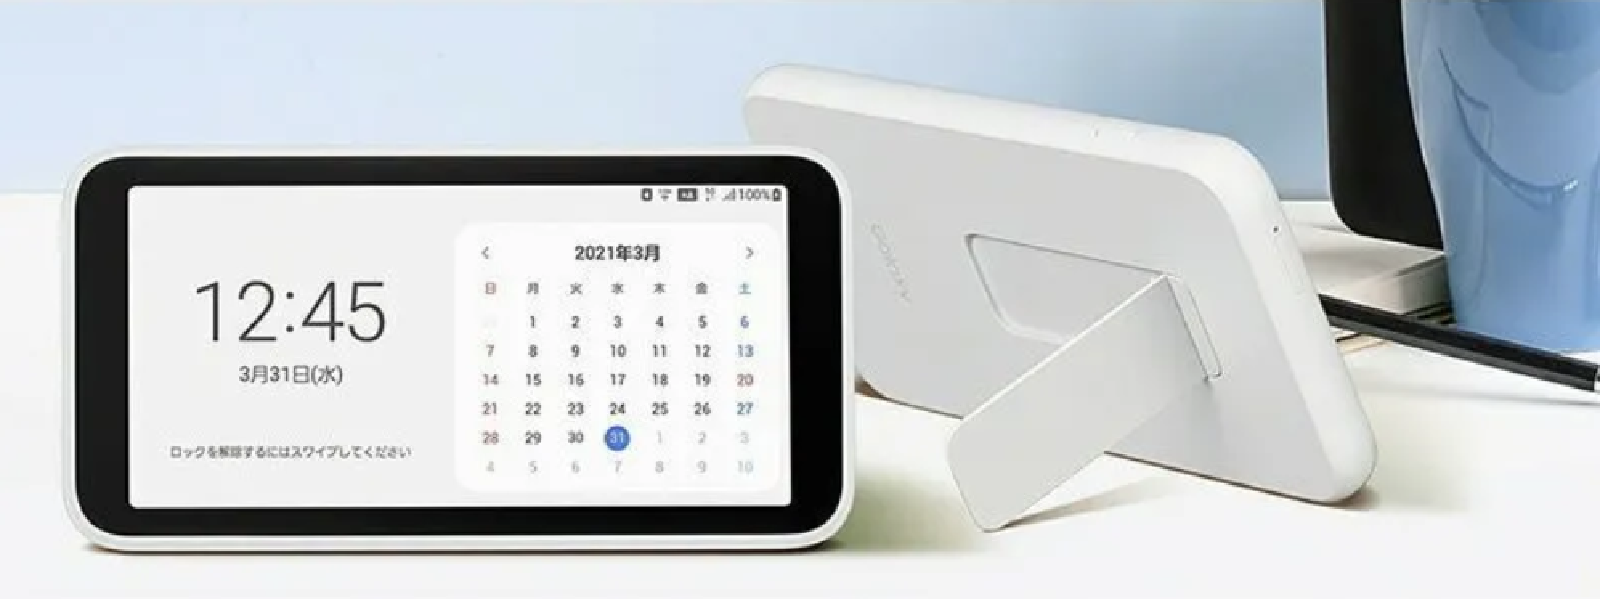 100%
12:45
3月31日(水)
ロックを解除するにはスワイプしてください
< 2021年3月 >
日 月 火 水 木 金 土
1 2 3 4 5 6
7 8 9 10 11 12 13
14 15 16 17 18 19 20
21 22 23 24 25 26 27
28 29 30 31 1 2 3
4 5 6 7 8 9 10